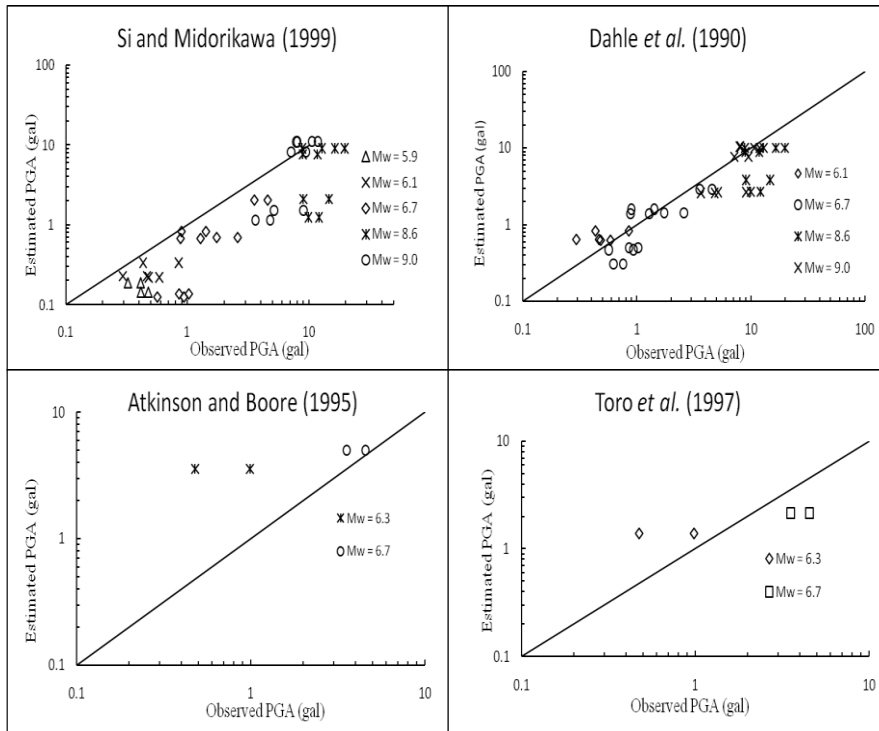 Si and Midorikawa (1999)
100
10
1
0.1
0.1
1
10
Estimated PGA (gal)
Observed PGA (gal)
Mw = 5.9
Mw = 6.1
Mw = 6.7
Mw = 8.6
Mw = 9.0
Dahle et al. (1990)
100
10
1
0.1
0.1
1
10
100
Estimated PGA (gal)
Observed PGA (gal)
Mw = 6.1
Mw = 6.7
Mw = 8.6
Mw = 9.0
Atkinson and Boore (1995)
10
1
0.1
0.1
1
10
Estimated PGA (gal)
Observed PGA (gal)
Mw = 6.3
Mw = 6.7
Toro et al. (1997)
10
1
0.1
0.1
1
10
Estimated PGA (gal)
Observed PGA (gal)
Mw = 6.3
Mw = 6.7